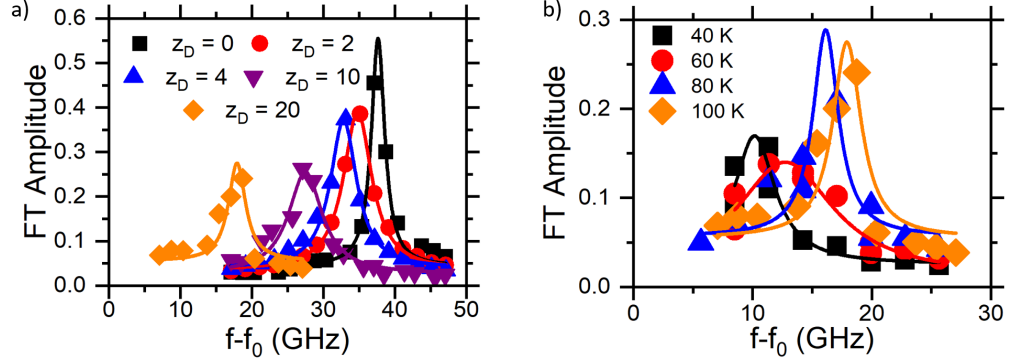 a)
FT Amplitude
0.6
0.5
0.4
0.3
0.2
0.1
0.0
z_D = 0
z_D = 2
z_D = 4
z_D = 10
z_D = 20
0 10 20 30 40 50
f-f_0 (GHz)
b)
FT Amplitude
0.3
0.2
0.1
0.0
40 K
60 K
80 K
100 K
0 10 20 30
f-f_0 (GHz)